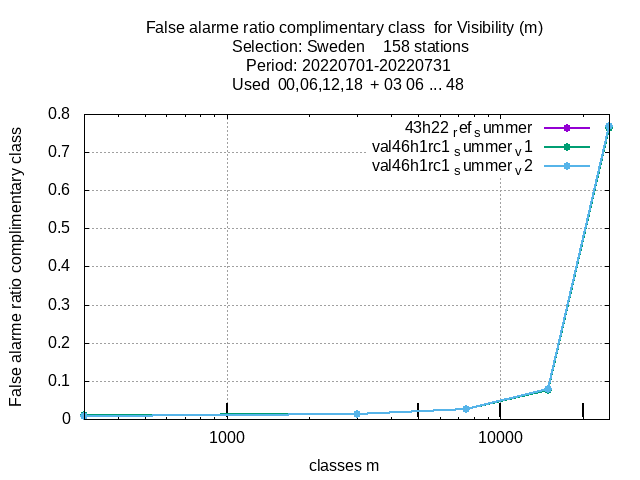 False alarme ratio complimentary class for Visibility (m)
Selection: Sweden 158 stations
Period: 20220701-20220731
Used 00,06,12,18 + 03 06 ... 48
43h22 ref summer
val46h1rc1 summer v1
val46h1rc1 summer v2
False alarme ratio complimentary class
0.8
0.7
0.6
0.5
0.4
0.3
0.2
0.1
0
1000
10000
classes m